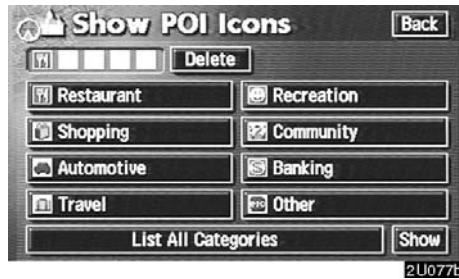 Show POI Icons Back
Delete
Restaurant Recreation
Shopping Community
Automotive Banking
Travel Other
List All Categories Show
2U077b